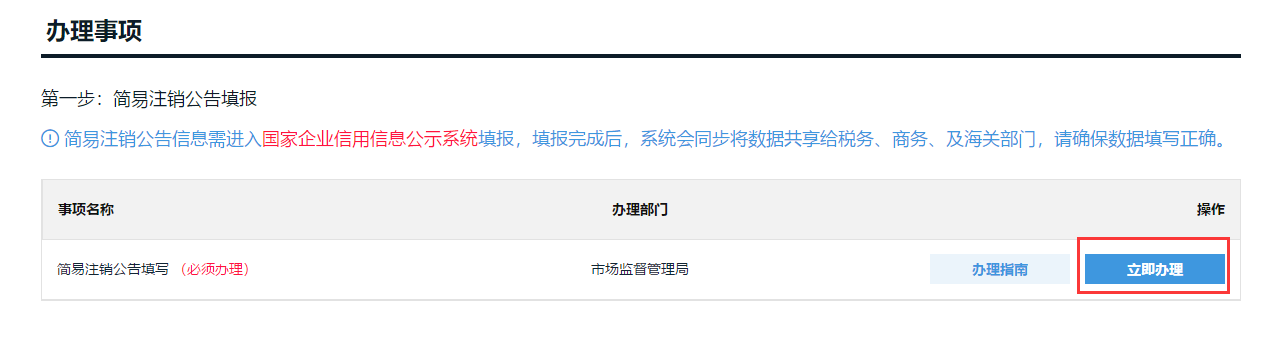 办理事项
第一步：简易注销公告填报
简易注销公告信息需进入国家企业信用信息公示系统填报，填报完成后，系统会同步将数据共享给税务、商务、及海关部门，请确保数据填写正确。
事项名称 办理部门 操作
简易注销公告填写（必须办理） 市场监督管理局 办理指南 立即办理